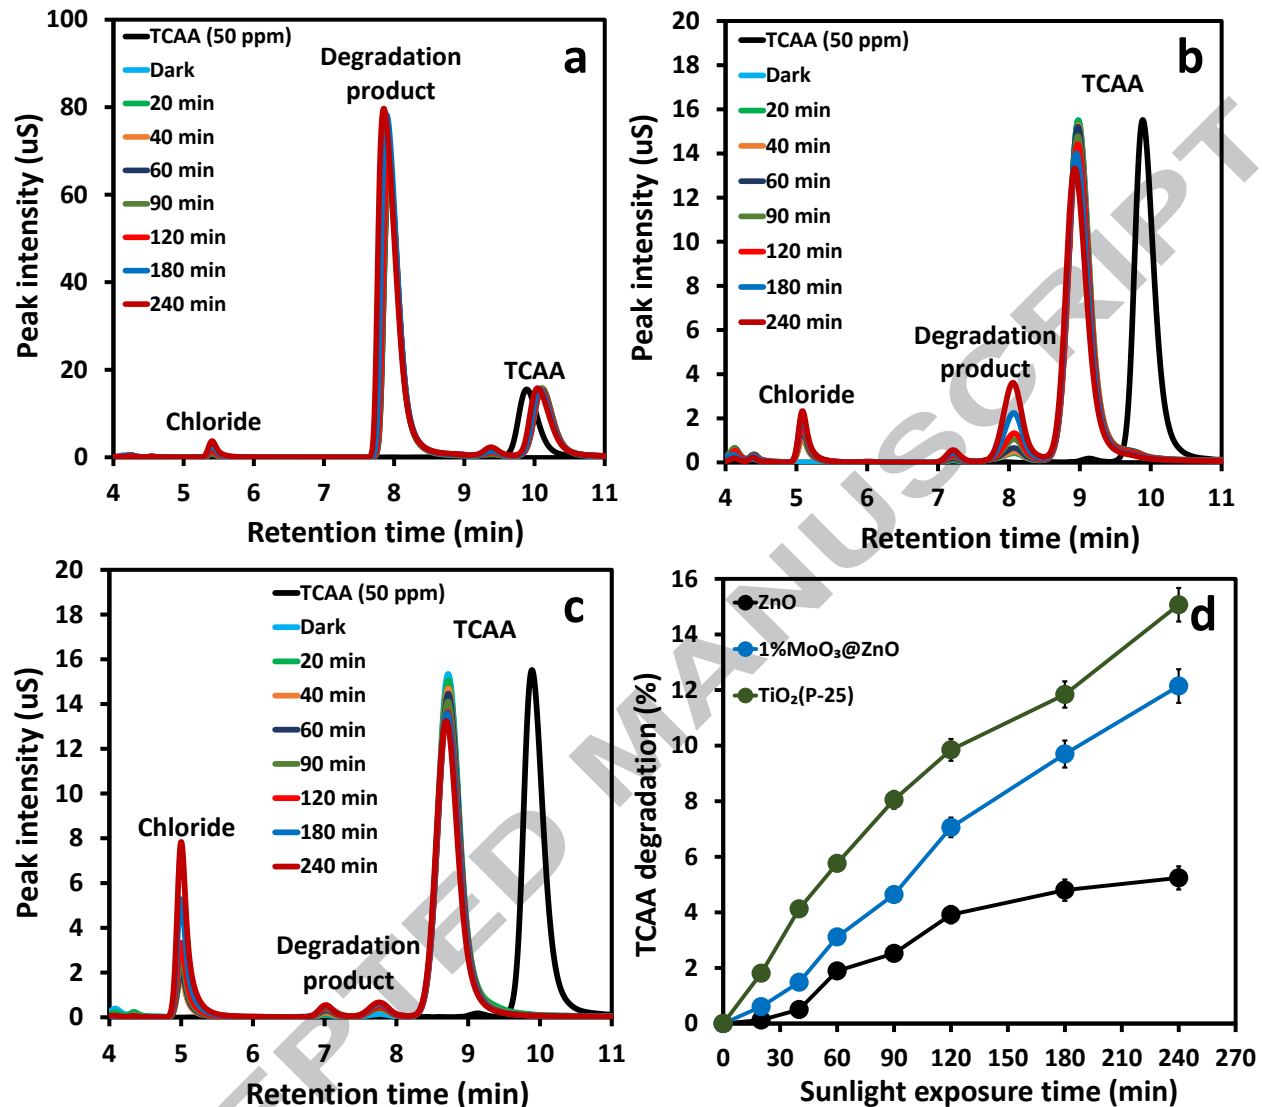 100
80
60
40
20
0
Peak intensity (uS)
TCAA (50 ppm)
Dark
20 min
40 min
60 min
90 min
120 min
180 min
240 min
Degradation
product
a
Chloride
TCAA
4 5 6 7 8 9 10 11
Retention time (min)
20
18
16
14
12
10
8
6
4
2
0
Peak intensity (uS)
TCAA (50 ppm)
Dark
20 min
40 min
60 min
90 min
120 min
180 min
240 min
b
TCAA
Degradation
product
Chloride
4 5 6 7 8 9 10 11
Retention time (min)
20
18
16
14
12
10
8
6
4
2
0
Peak intensity (uS)
TCAA (50 ppm)
Dark
20 min
40 min
60 min
90 min
120 min
180 min
240 min
c
TCAA
Chloride
Degradation
product
4 5 6 7 8 9 10 11
Retention time (min)
16
14
12
10
8
6
4
2
0
TCAA degradation (%)
ZnO
1%MoO₃@ZnO
TiO₂(P-25)
d
0 30 60 90 120 150 180 210 240 270
Sunlight exposure time (min)
PTED MANUSCRIPT